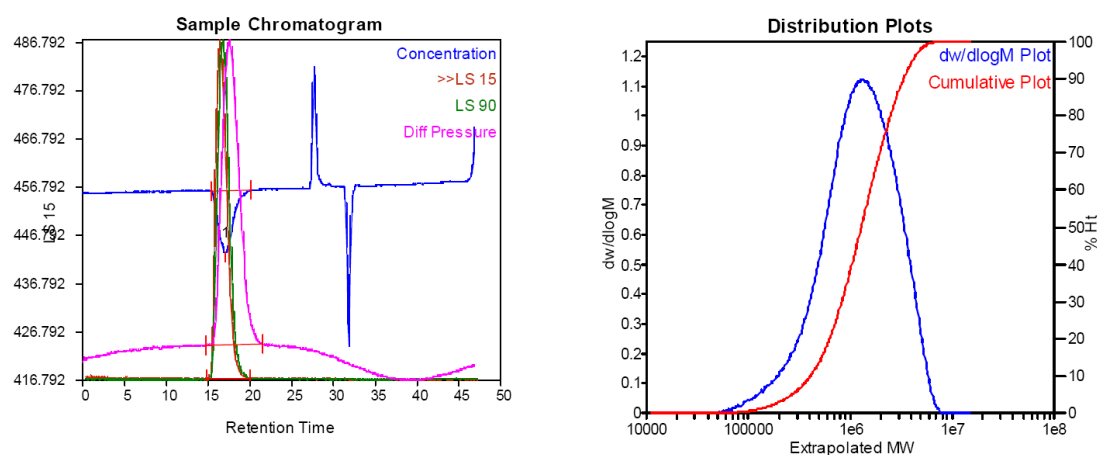 Sample Chromatogram
486.792
476.792
466.792
456.792
446.792
436.792
426.792
416.792
LS 15
Concentration
>>LS 15
LS 90
Diff Pressure
1
0 5 10 15 20 25 30 35 40 45 50
Retention Time
Distribution Plots
1.2
1.1
1
0.9
0.8
0.7
0.6
0.5
0.4
0.3
0.2
0.1
0
dw/dlogM
dw/dlogM Plot
Cumulative Plot
100
90
80
70
60
50
40
30
20
10
0
% Ht
10000 100000 1e6 1e7 1e8
Extrapolated MW